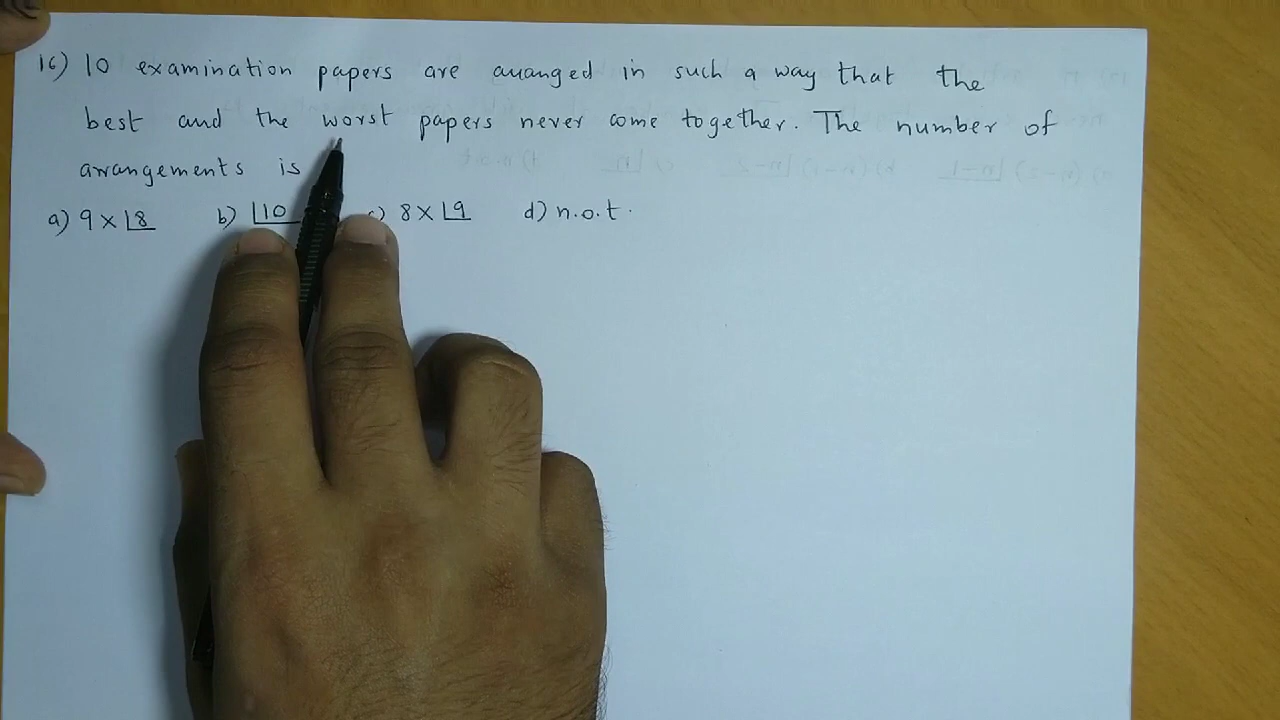 16) 10 examination papers are arranged in such a way that the
best and the worst papers never come together. The number of
arrangements is
a) 9 × |8 b) |10 c) 8 × |9 d) n.o.t.